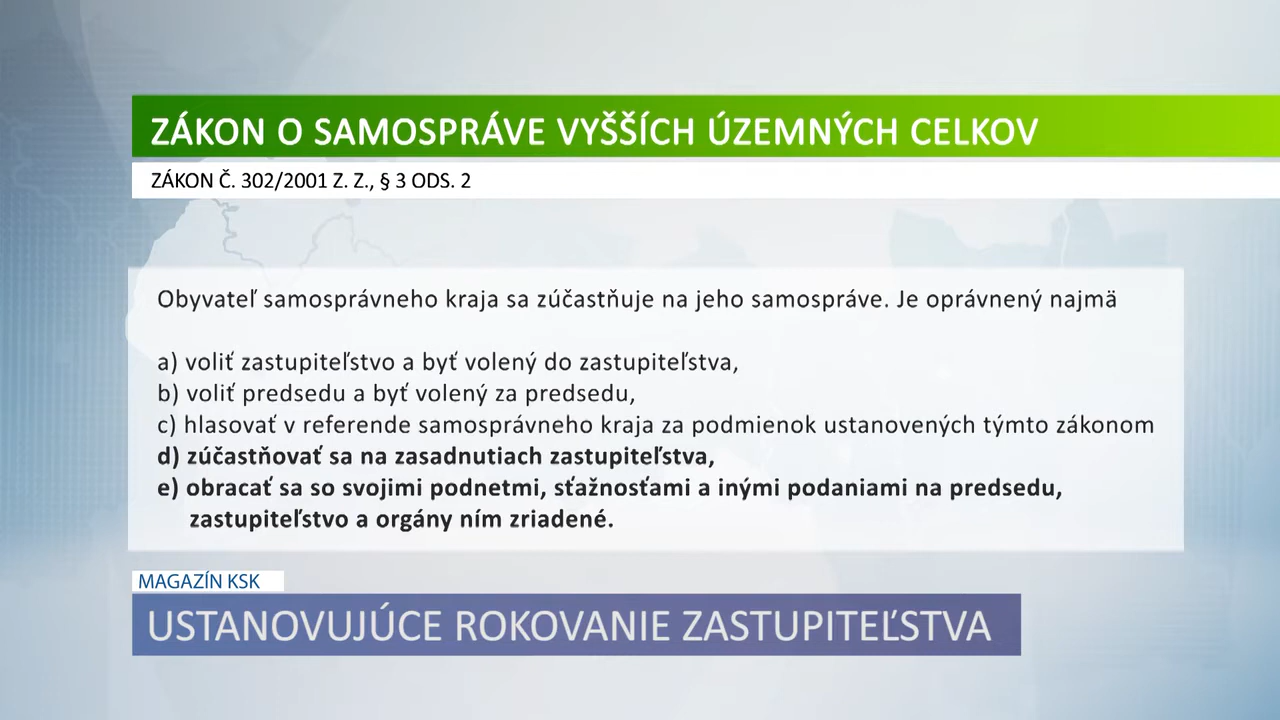 ZÁKON O SAMOSPRÁVE VYŠŠÍCH ÚZEMNÝCH CELKOV
ZÁKON Č. 302/2001 Z. Z., § 3 ODS. 2
Obyvateľ samosprávneho kraja sa zúčastňuje na jeho samospráve. Je oprávnený najmä
a) voliť zastupiteľstvo a byť volený do zastupiteľstva,
b) voliť predsedu a byť volený za predsedu,
c) hlasovať v referende samosprávneho kraja za podmienok ustanovených týmto zákonom
d) zúčastňovať sa na zasadnutiach zastupiteľstva,
e) obracať sa so svojimi podnetmi, sťažnosťami a inými podaniami na predsedu,
zastupiteľstvo a orgány ním zriadené.
MAGAZÍN KSK
USTANOVUJÚCE ROKOVANIE ZASTUPITEĽSTVA